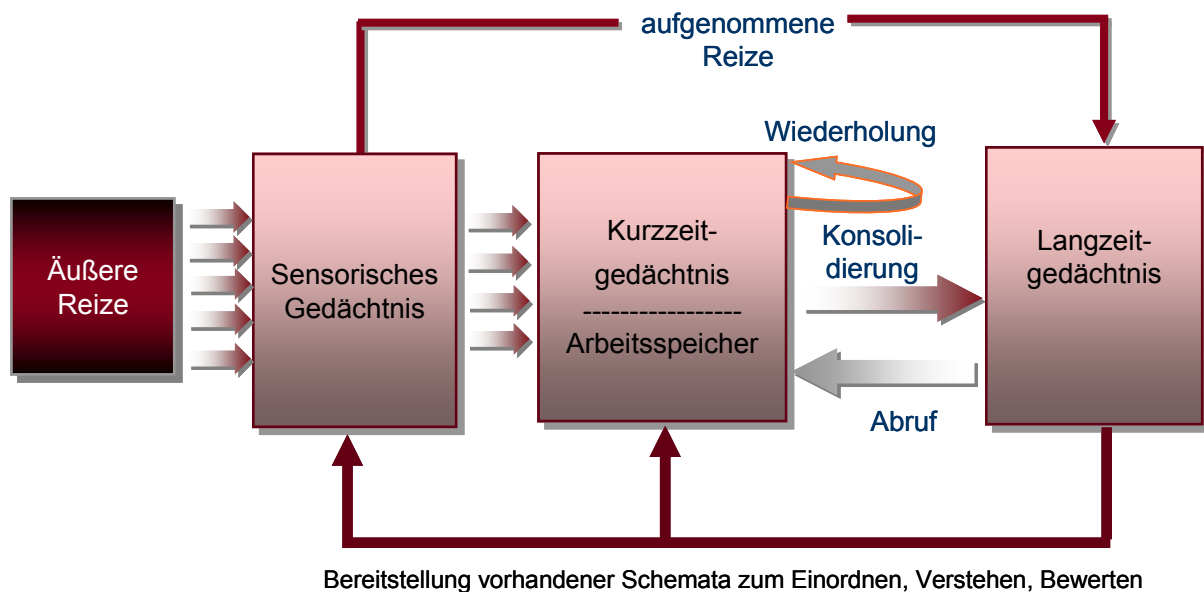 aufgenommene
Reize
Wiederholung
Äußere
Reize
Sensorisches
Gedächtnis
Kurzzeit-
gedächtnis
-----------------
Arbeitsspeicher
Konsoli-
dierung
Abruf
Langzeit-
gedächtnis
Bereitstellung vorhandener Schemata zum Einordnen, Verstehen, Bewerten